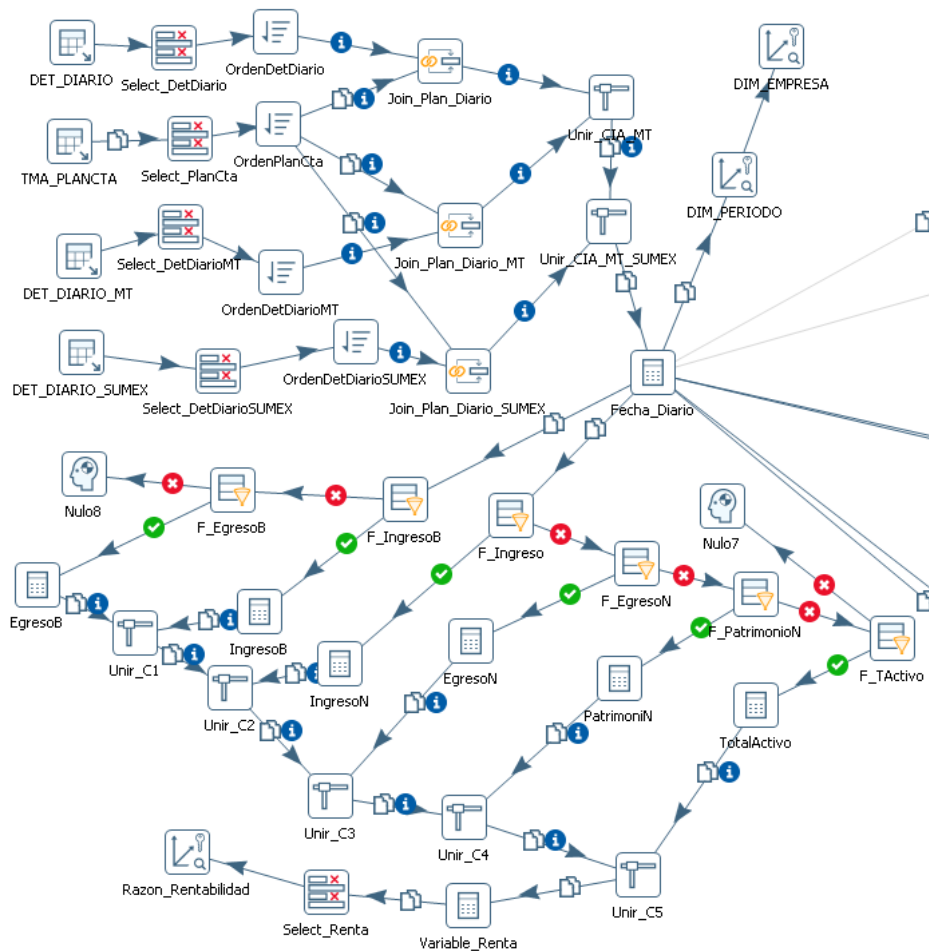 DET_DIARIO
Select_DetDiario
OrdenDetDiario
Join_Plan_Diario
DIM_EMPRESA
TMA_PLANCTA
Select_PlanCta
OrdenPlanCta
Unir_CIA_MT
DIM_PERIODO
DET_DIARIO_MT
Select_DetDiarioMT
OrdenDetDiarioMT
Join_Plan_Diario_MT
Unir_CIA_MT_SUMEX
DET_DIARIO_SUMEX
Select_DetDiarioSUMEX
OrdenDetDiarioSUMEX
Join_Plan_Diario_SUMEX
Fecha_Diario
Nulo8
F_EgresoB
F_IngresoB
F_Ingreso
Nulo7
F_EgresoN
F_PatrimonioN
F_TActivo
EgresoB
Unir_C1
IngresoB
Unir_C2
IngresoN
EgresoN
PatrimoniN
TotalActivo
Unir_C3
Unir_C4
Unir_C5
Razon_Rentabilidad
Select_Renta
Variable_Renta